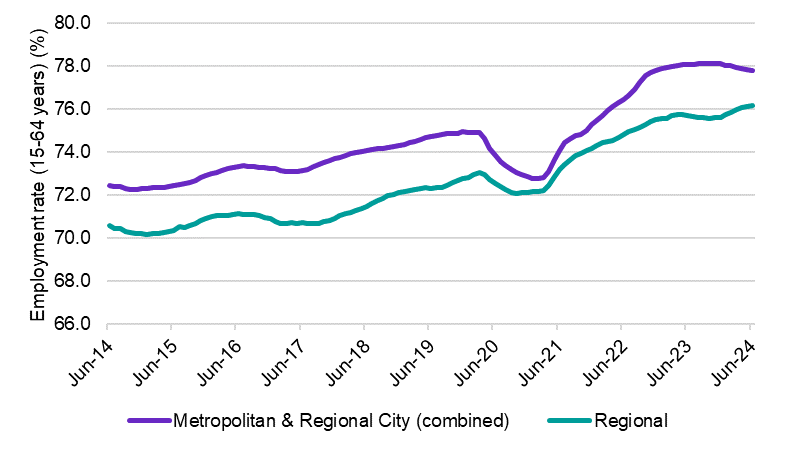 Employment rate (15-64 years) (%)
80.0
78.0
76.0
74.0
72.0
70.0
68.0
66.0
Jun-14
Jun-15
Jun-16
Jun-17
Jun-18
Jun-19
Jun-20
Jun-21
Jun-22
Jun-23
Jun-24
Metropolitan & Regional City (combined)
Regional